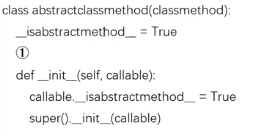 class abstractclassmethod(classmethod):
__isabstractmethod__ = True
①
def __init__(self, callable):
callable.__isabstractmethod__ = True
super().__init__(callable)